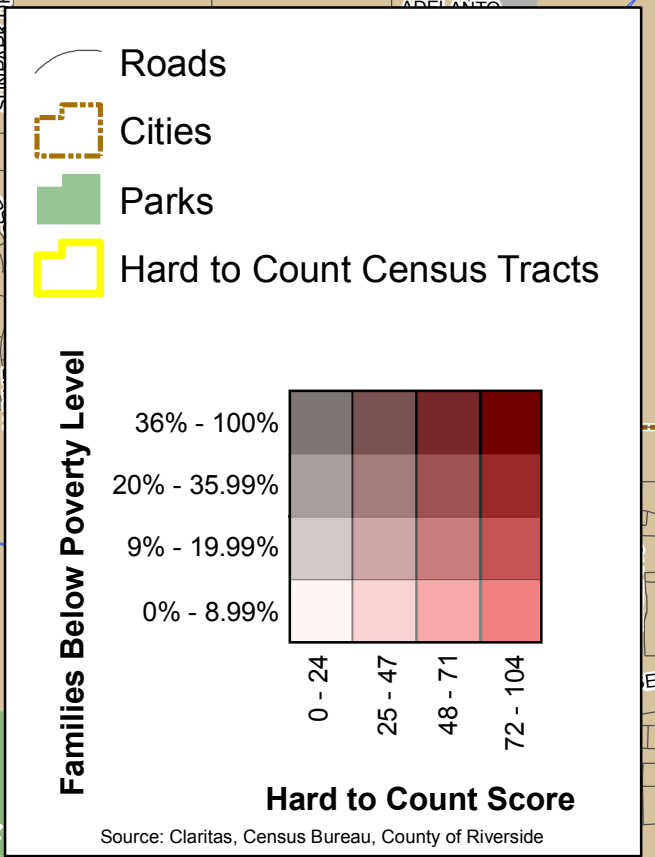 ADELANTO
Roads
Cities
Parks
Hard to Count Census Tracts
Families Below Poverty Level
36% - 100%
20% - 35.99%
9% - 19.99%
0% - 8.99%
0 - 24
25 - 47
48 - 71
72 - 104
Hard to Count Score
Source: Claritas, Census Bureau, County of Riverside